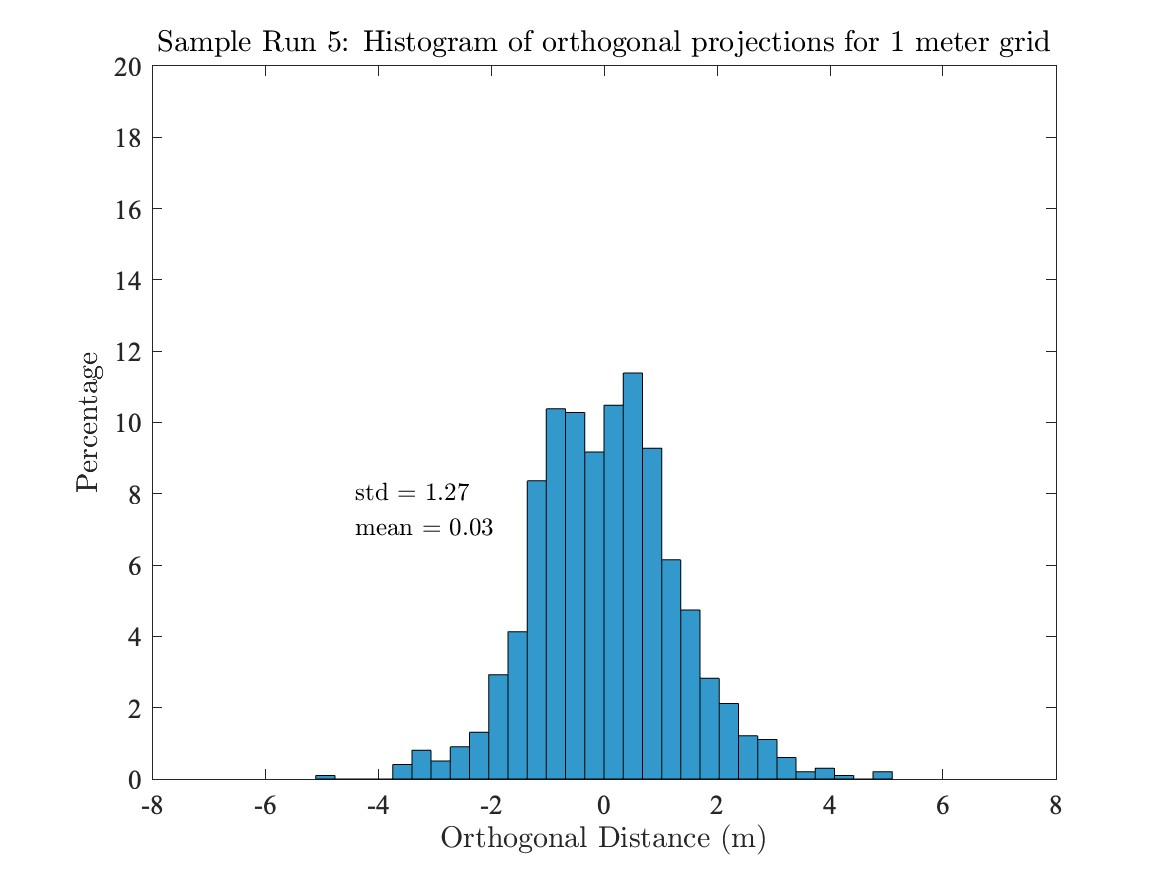 Sample Run 5: Histogram of orthogonal projections for 1 meter grid
20
18
16
14
12
10
8
6
4
2
0
Percentage
std = 1.27
mean = 0.03
-8 -6 -4 -2 0 2 4 6 8
Orthogonal Distance (m)